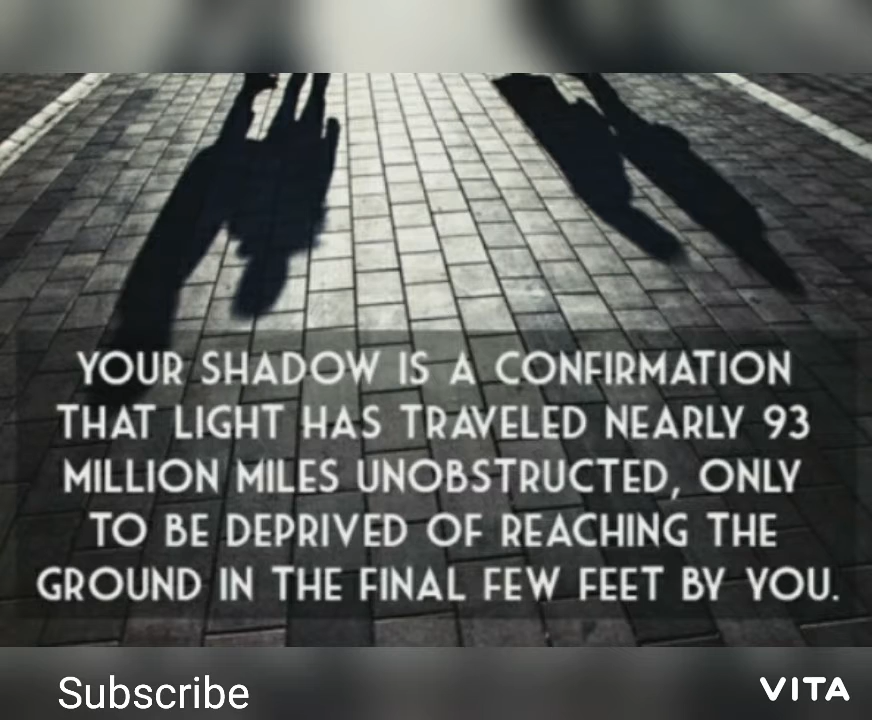 YOUR SHADOW IS A CONFIRMATION
THAT LIGHT HAS TRAVELED NEARLY 93
MILLION MILES UNOBSTRUCTED, ONLY
TO BE DEPRIVED OF REACHING THE
GROUND IN THE FINAL FEW FEET BY YOU.
Subscribe
VITA